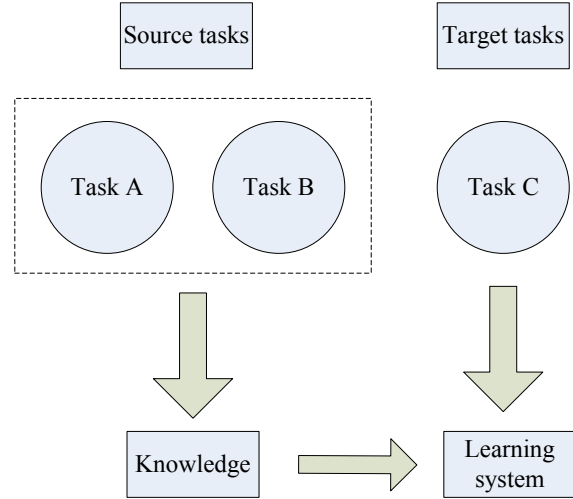 Source tasks
Target tasks
Task A
Task B
Task C
Knowledge
Learning
system